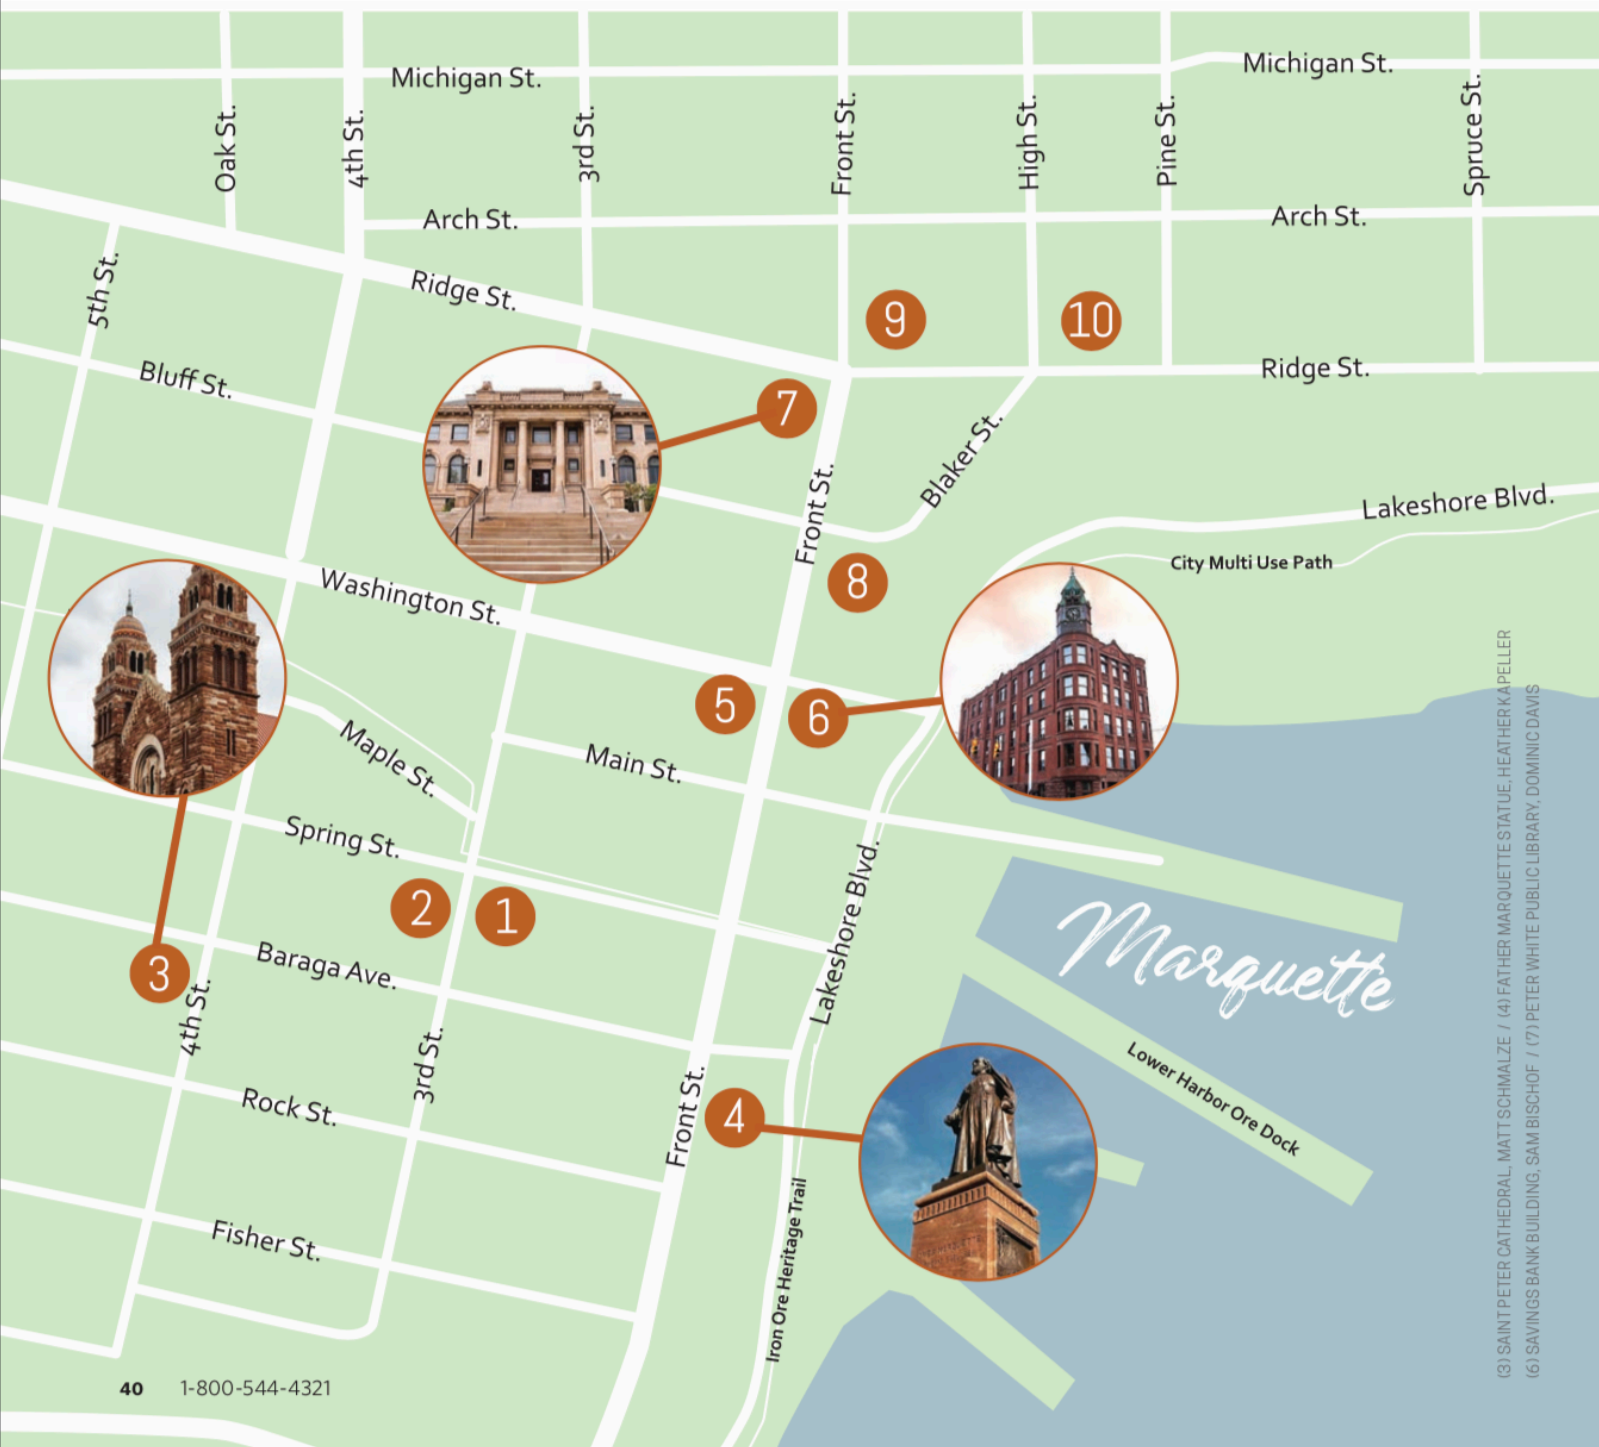 Michigan St.
Michigan St.
Oak St.
4th St.
3rd St.
Front St.
High St.
Pine St.
Spruce St.
Arch St.
Arch St.
5th St.
Ridge St.
9
10
Ridge St.
Bluff St.
7
Blaker St.
Front St.
Lakeshore Blvd.
City Multi Use Path
8
Washington St.
5
6
Maple St.
Main St.
Spring St.
Lakeshore Blvd.
2
1
Marquette
Baraga Ave.
3
4th St.
3rd St.
Lower Harbor Ore Dock
Rock St.
Front St.
4
Iron Ore Heritage Trail
Fisher St.
40 1-800-544-4321
(3) SAINT PETER CATHEDRAL, MATT SCHMALZE / (4) FATHER MARQUETTE STATUE, HEATHER KAPELLER
(6) SAVINGS BANK BUILDING, SAM BISCHOF / (7) PETER WHITE PUBLIC LIBRARY, DOMINIC DAVIS